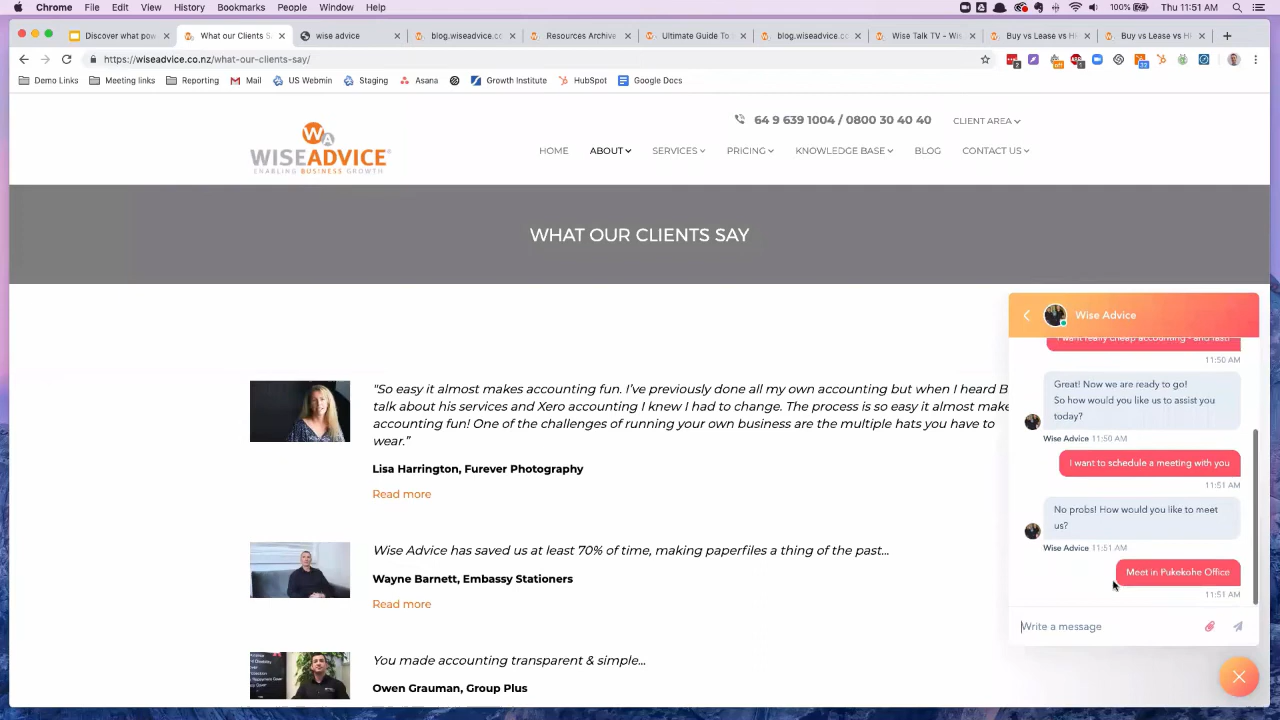 Chrome File Edit View History Bookmarks People Window Help 100% Thu 11:51 AM
Discover what pow
What our Clients S
wise advice
blog.wiseadvice.c
Resources Archive
Ultimate Guide To
blog.wiseadvice.c
Wise Talk TV - Wis
Buy vs Lease vs H
Buy vs Lease vs H
https://wiseadvice.co.nz/what-our-clients-say/
Demo Links Meeting links Reporting Mail US Webmin Staging Asana Growth Institute HubSpot Google Docs
64 9 639 1004 / 0800 30 40 40 CLIENT AREA
WA
WISEADVICE
ENABLING BUSINESS GROWTH
HOME ABOUT SERVICES PRICING KNOWLEDGE BASE BLOG CONTACT US
WHAT OUR CLIENTS SAY
"So easy it almost makes accounting fun. I've previously done all my own accounting but when I heard B
talk about his services and Xero accounting I knew I had to change. The process is so easy it almost make
accounting fun! One of the challenges of running your own business are the multiple hats you have to
wear."
Lisa Harrington, Furever Photography
Read more
Wise Advice has saved us at least 70% of time, making paperfiles a thing of the past...
Wayne Barnett, Embassy Stationers
Read more
You made accounting transparent & simple...
Owen Grauman, Group Plus
Wise Advice
I want really cheap accounting - and fast!
11:50 AM
Great! Now we are ready to go!
So how would you like us to assist you
today?
Wise Advice 11:50 AM
I want to schedule a meeting with you
11:51 AM
No probs! How would you like to meet
us?
Wise Advice 11:51 AM
Meet in Pukekohe Office
11:51 AM
Write a message